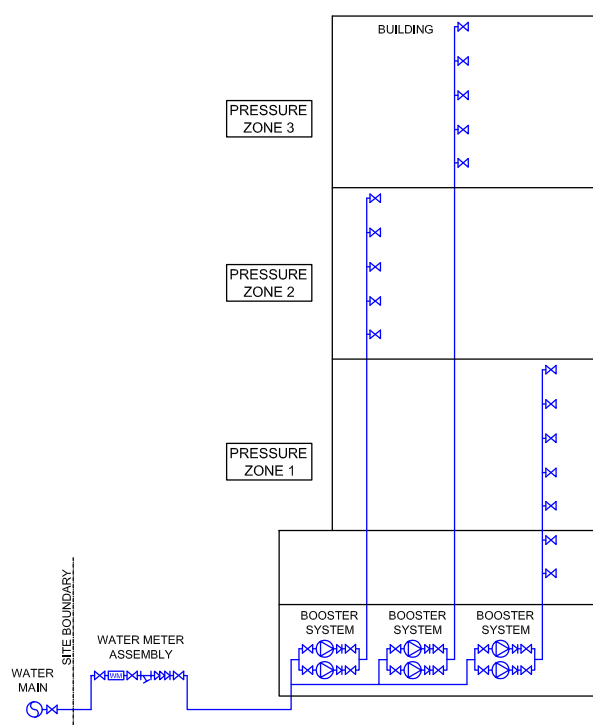 BUILDING
PRESSURE
ZONE 3
PRESSURE
ZONE 2
PRESSURE
ZONE 1
BOOSTER
SYSTEM
BOOSTER
SYSTEM
BOOSTER
SYSTEM
SITE BOUNDARY
WATER METER
ASSEMBLY
WM
WATER
MAIN